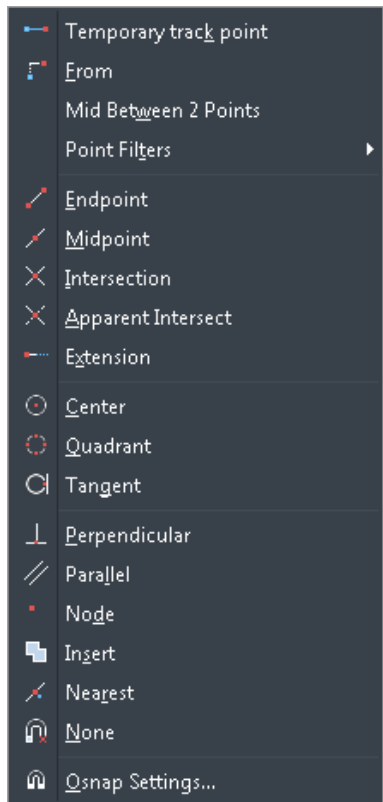 Temporary track point
From
Mid Between 2 Points
Point Filters
Endpoint
Midpoint
Intersection
Apparent Intersect
Extension
Center
Quadrant
Tangent
Perpendicular
Parallel
Node
Insert
Nearest
None
Osnap Settings...